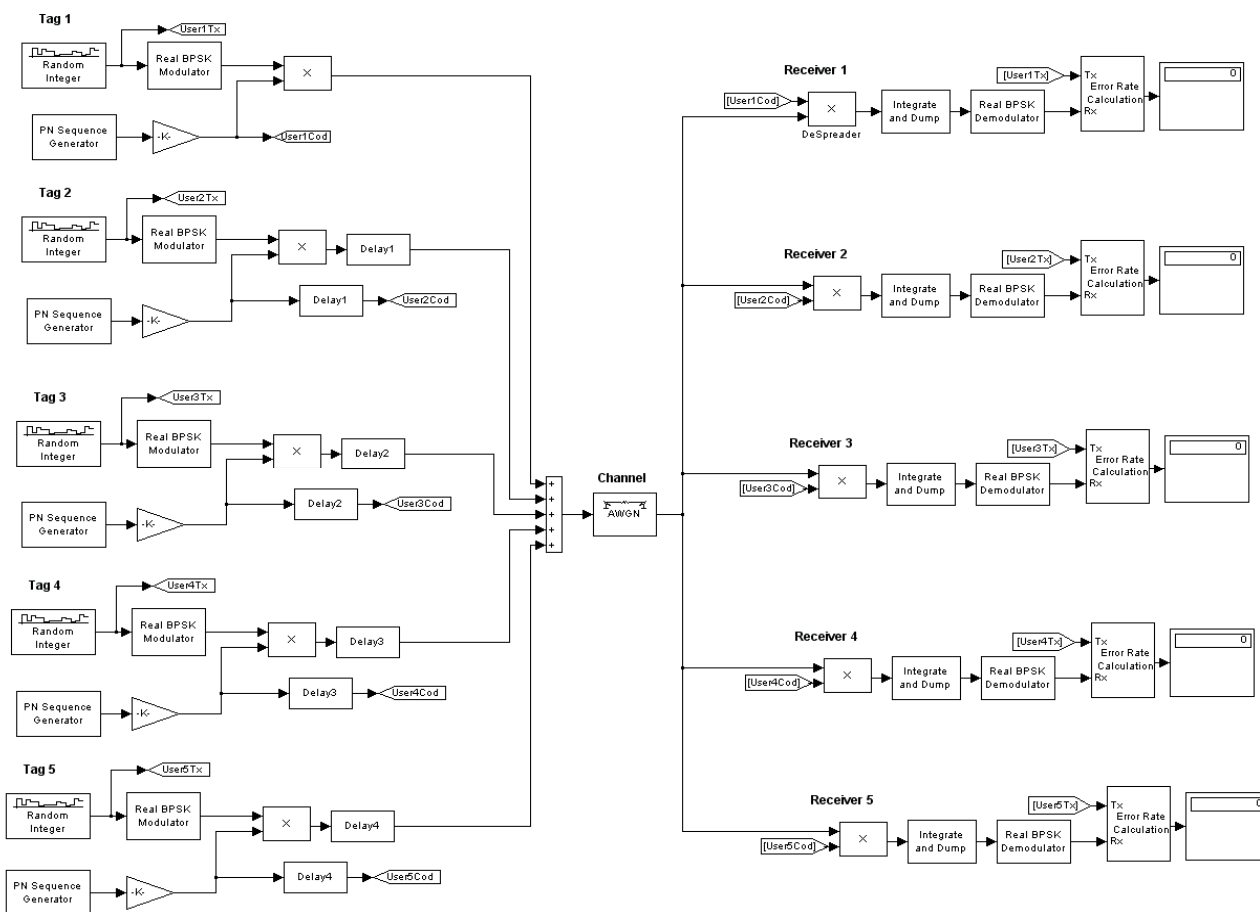 Tag 1
User1Tx
Random
Integer
Real BPSK
Modulator
×
PN Sequence
Generator
-K-
User1Cod
Tag 2
User2Tx
Random
Integer
Real BPSK
Modulator
×
Delay1
PN Sequence
Generator
-K-
Delay1
User2Cod
Tag 3
User3Tx
Random
Integer
Real BPSK
Modulator
×
Delay2
PN Sequence
Generator
-K-
Delay2
User3Cod
Tag 4
User4Tx
Random
Integer
Real BPSK
Modulator
×
Delay3
PN Sequence
Generator
-K-
Delay3
User4Cod
Tag 5
User5Tx
Random
Integer
Real BPSK
Modulator
×
Delay4
PN Sequence
Generator
-K-
Delay4
User5Cod
+
+
+
+
+
Channel
AWGN
Receiver 1
[User1Cod]
×
DeSpreader
Integrate
and Dump
Real BPSK
Demodulator
[User1Tx]
Tx
Error Rate
Calculation
Rx
0
Receiver 2
[User2Cod]
×
Integrate
and Dump
Real BPSK
Demodulator
[User2Tx]
Tx
Error Rate
Calculation
Rx
0
Receiver 3
[User3Cod]
×
Integrate
and Dump
Real BPSK
Demodulator
[User3Tx]
Tx
Error Rate
Calculation
Rx
0
Receiver 4
[User4Cod]
×
Integrate
and Dump
Real BPSK
Demodulator
[User4Tx]
Tx
Error Rate
Calculation
Rx
0
Receiver 5
[User5Cod]
×
Integrate
and Dump
Real BPSK
Demodulator
[User5Tx]
Tx
Error Rate
Calculation
Rx
0